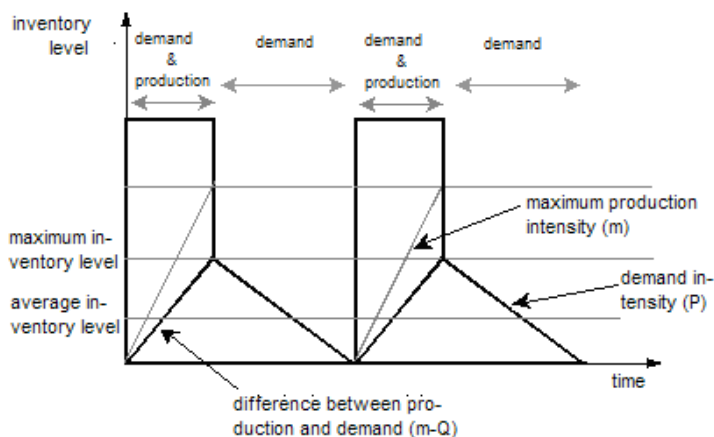 inventory
level
demand
&
production
demand
demand
&
production
demand
maximum production
intensity (m)
maximum in-
ventory level
demand in-
tensity (P)
average in-
ventory level
time
difference between pro-
duction and demand (m-Q)